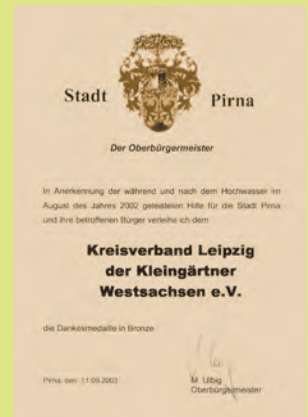 Stadt Pirna
Der Oberbürgermeister
In Anerkennung der während und nach dem Hochwasser im
August des Jahres 2002 geleisteten Hilfe für die Stadt Pirna
und ihre betroffenen Bürger verleihe ich dem
Kreisverband Leipzig
der Kleingärtner
Westsachsen e.V.
die Dankesmedaille in Bronze.
Pirna, den 11.09.2003
M. Ulbig
Oberbürgermeister